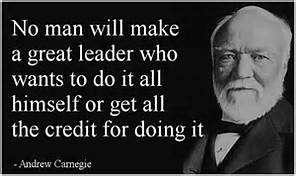 No man will make
a great leader who
wants to do it all
himself or get all
the credit for doing it
- Andrew Carnegie